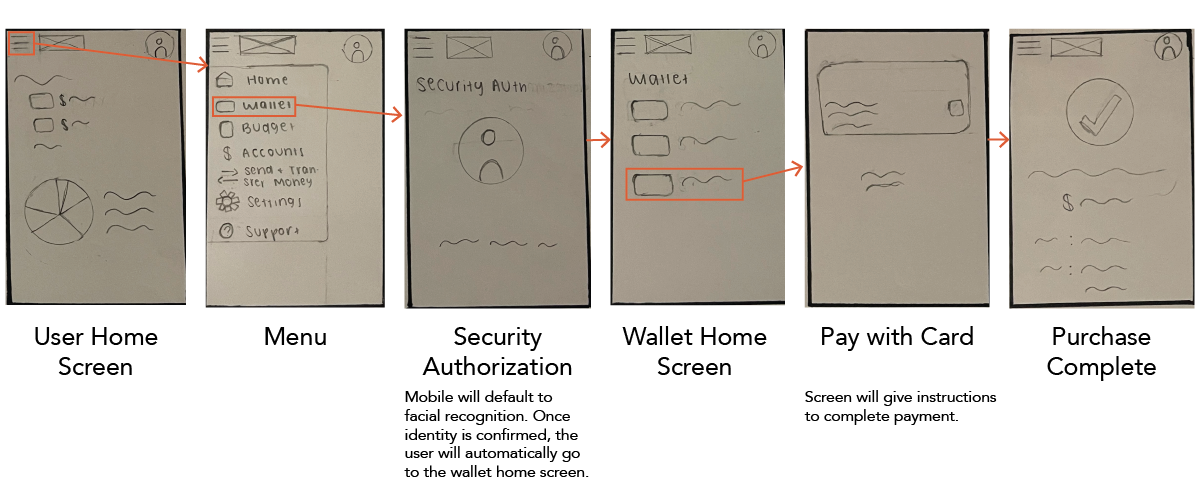 $
$
Home
Wallet
Budget
$ Accounts
Send + Tran-
sfer Money
Settings
? Support
Security Auth
Wallet
$
:
:
User Home
Screen
Menu
Security
Authorization
Mobile will default to
facial recognition. Once
identity is confirmed, the
user will automatically go
to the wallet home screen.
Wallet Home
Screen
Pay with Card
Screen will give instructions
to complete payment.
Purchase
Complete